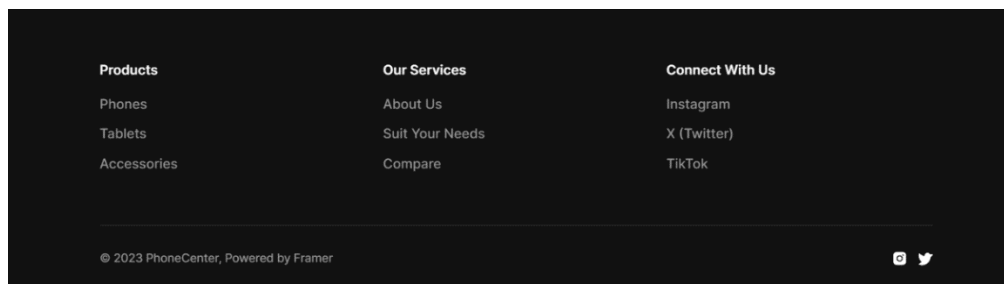 Products
Phones
Tablets
Accessories
Our Services
About Us
Suit Your Needs
Compare
Connect With Us
Instagram
X (Twitter)
TikTok
© 2023 PhoneCenter, Powered by Framer